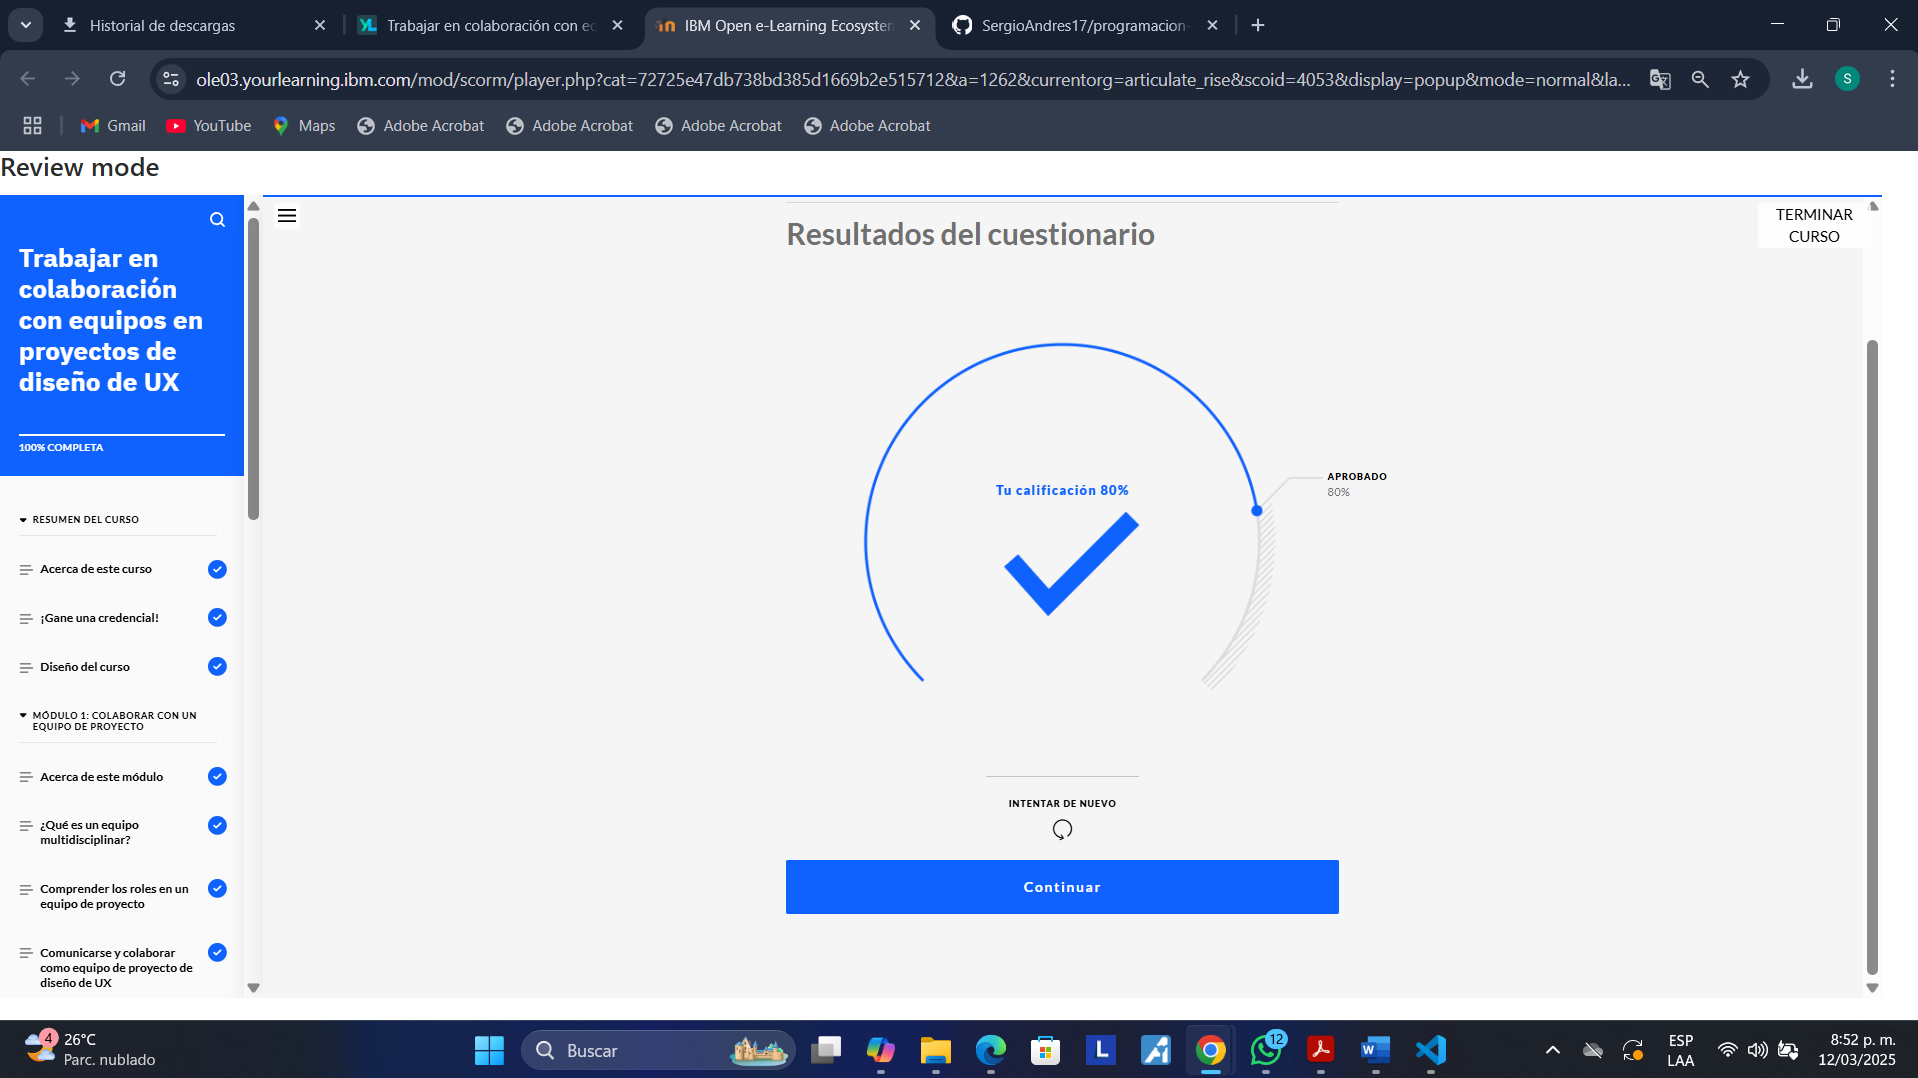 Historial de descargas
Trabajar en colaboración con ec
IBM Open e-Learning Ecosystem
SergioAndres17/programacion-
ole03.yourlearning.ibm.com/mod/scorm/player.php?cat=72725e47db738bd385d1669b2e515712&a=1262&currentorg=articulate_rise&scoid=4053&display=popup&mode=normal&la...
S
Gmail
YouTube
Maps
Adobe Acrobat
Adobe Acrobat
Adobe Acrobat
Adobe Acrobat
Review mode
Trabajar en
colaboración
con equipos en
proyectos de
diseño de UX
100% COMPLETA
RESUMEN DEL CURSO
Acerca de este curso
¡Gane una credencial!
Diseño del curso
MÓDULO 1: COLABORAR CON UN
EQUIPO DE PROYECTO
Acerca de este módulo
¿Qué es un equipo
multidisciplinar?
Comprender los roles en un
equipo de proyecto
Comunicarse y colaborar
como equipo de proyecto de
diseño de UX
TERMINAR
CURSO
Resultados del cuestionario
Tu calificación 80%
APROBADO
80%
INTENTAR DE NUEVO
Continuar
4
26°C
Parc. nublado
Buscar
12
ESP
LAA
8:52 p. m.
12/03/2025